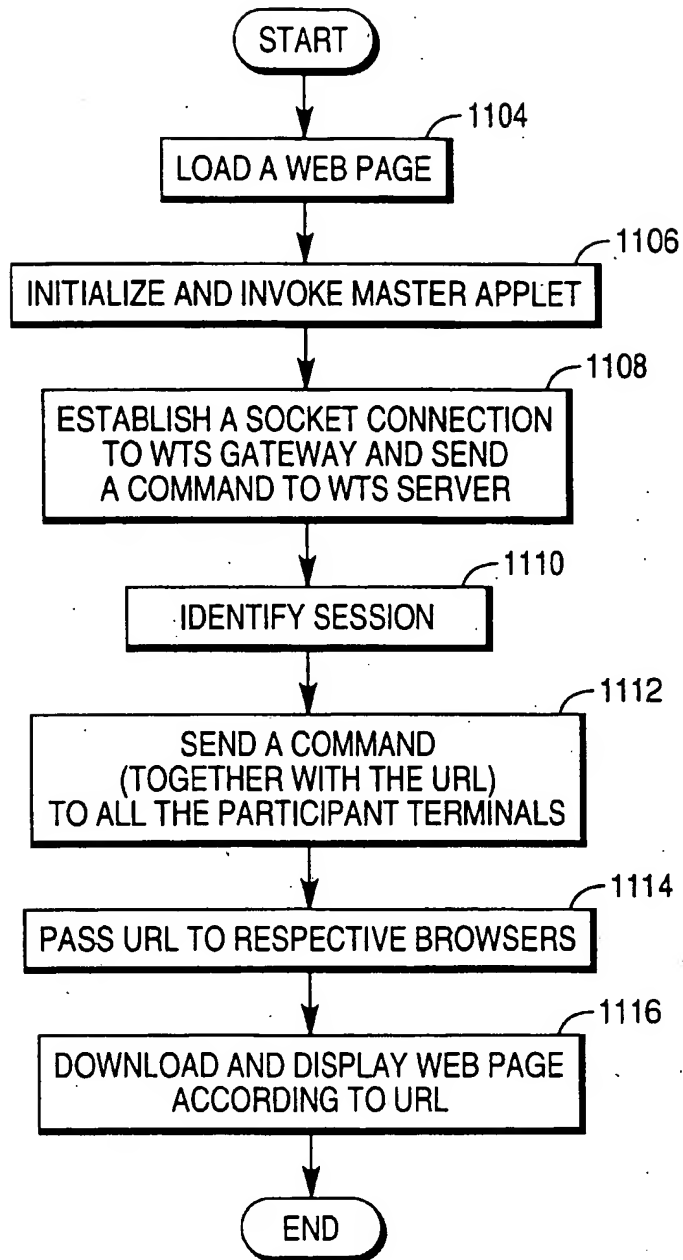 START
1104
LOAD A WEB PAGE
1106
INITIALIZE AND INVOKE MASTER APPLET
1108
ESTABLISH A SOCKET CONNECTION
TO WTS GATEWAY AND SEND
A COMMAND TO WTS SERVER
1110
IDENTIFY SESSION
1112
SEND A COMMAND
(TOGETHER WITH THE URL)
TO ALL THE PARTICIPANT TERMINALS
1114
PASS URL TO RESPECTIVE BROWSERS
1116
DOWNLOAD AND DISPLAY WEB PAGE
ACCORDING TO URL
END